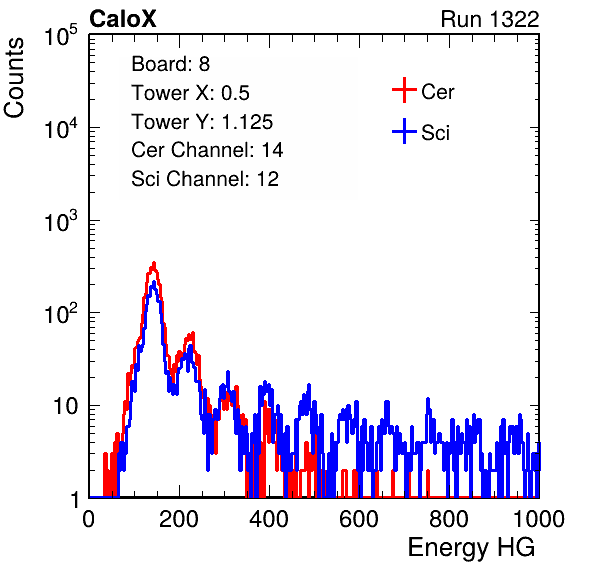 CaloX Run 1322
Counts
Board: 8
Tower X: 0.5
Tower Y: 1.125
Cer Channel: 14
Sci Channel: 12
Cer
Sci
10^5
10^4
10^3
10^2
10
1
0 200 400 600 800 1000
Energy HG